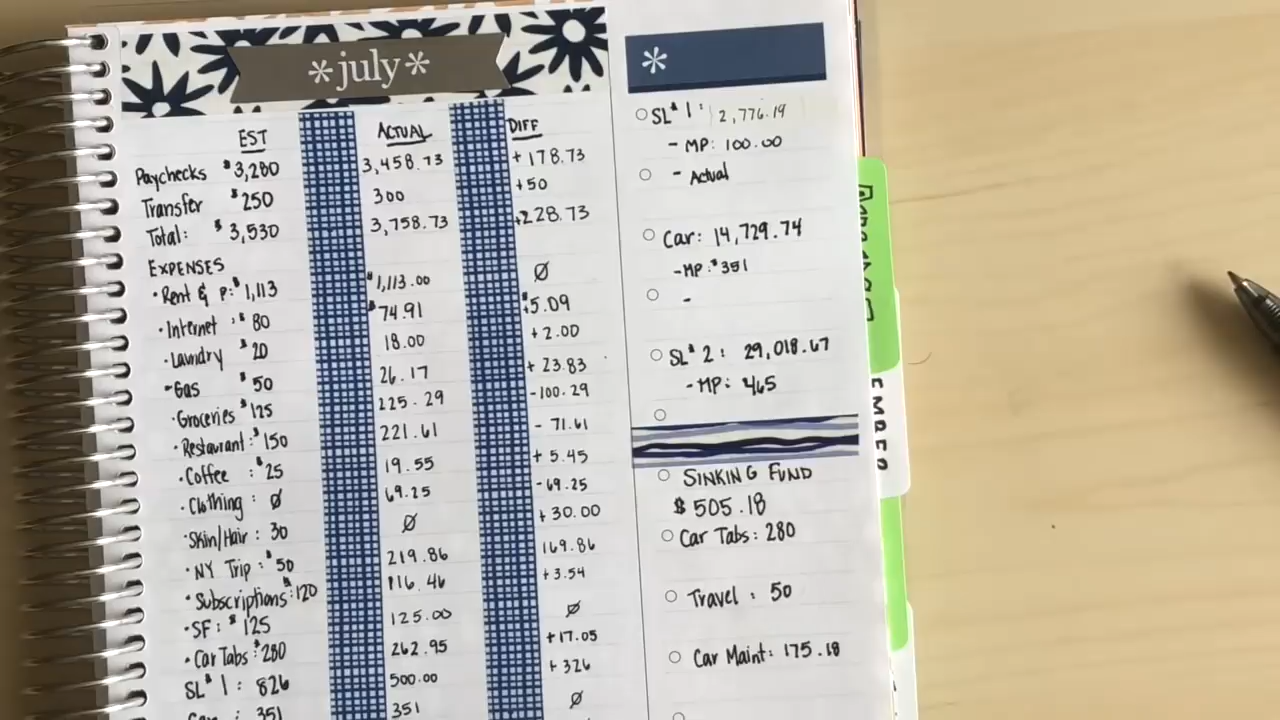 *july*
EST ACTUAL DIFF
Paychecks $3,280 3,458.73 +178.73
Transfer $250 300 +50
Total: $3,530 3,758.73 +228.73
EXPENSES
• Rent & P: $1,113 $1,113.00 Ø
• Internet : $80 $74.91 $+5.09
• Laundry $20 18.00 +2.00
- Gas $50 26.17 +23.83
• Groceries $125 225.29 -100.29
• Restaurant: $150 221.61 -71.61
• Coffee : $25 19.55 +5.45
• Clothing : Ø 69.25 -69.25
• Skin/Hair : 30 Ø +30.00
• NY Trip : $50 219.86 169.86
• Subscriptions: $120 116.46 +3.54
• SF: $125 125.00 Ø
• Car Tabs: $280 262.95 +17.05
SL# 1 : 826 500.00 +326
351 351 Ø
*
SL# 1 : 2,776.19
- MP: 100.00
- Actual
Car: 14,729.74
-MP: $351
-
SL# 2 : 29,018.67
-MP: 465
SINKING FUND
$505.18
Car Tabs: 280
Travel : 50
Car Maint: 175.18
EMBER